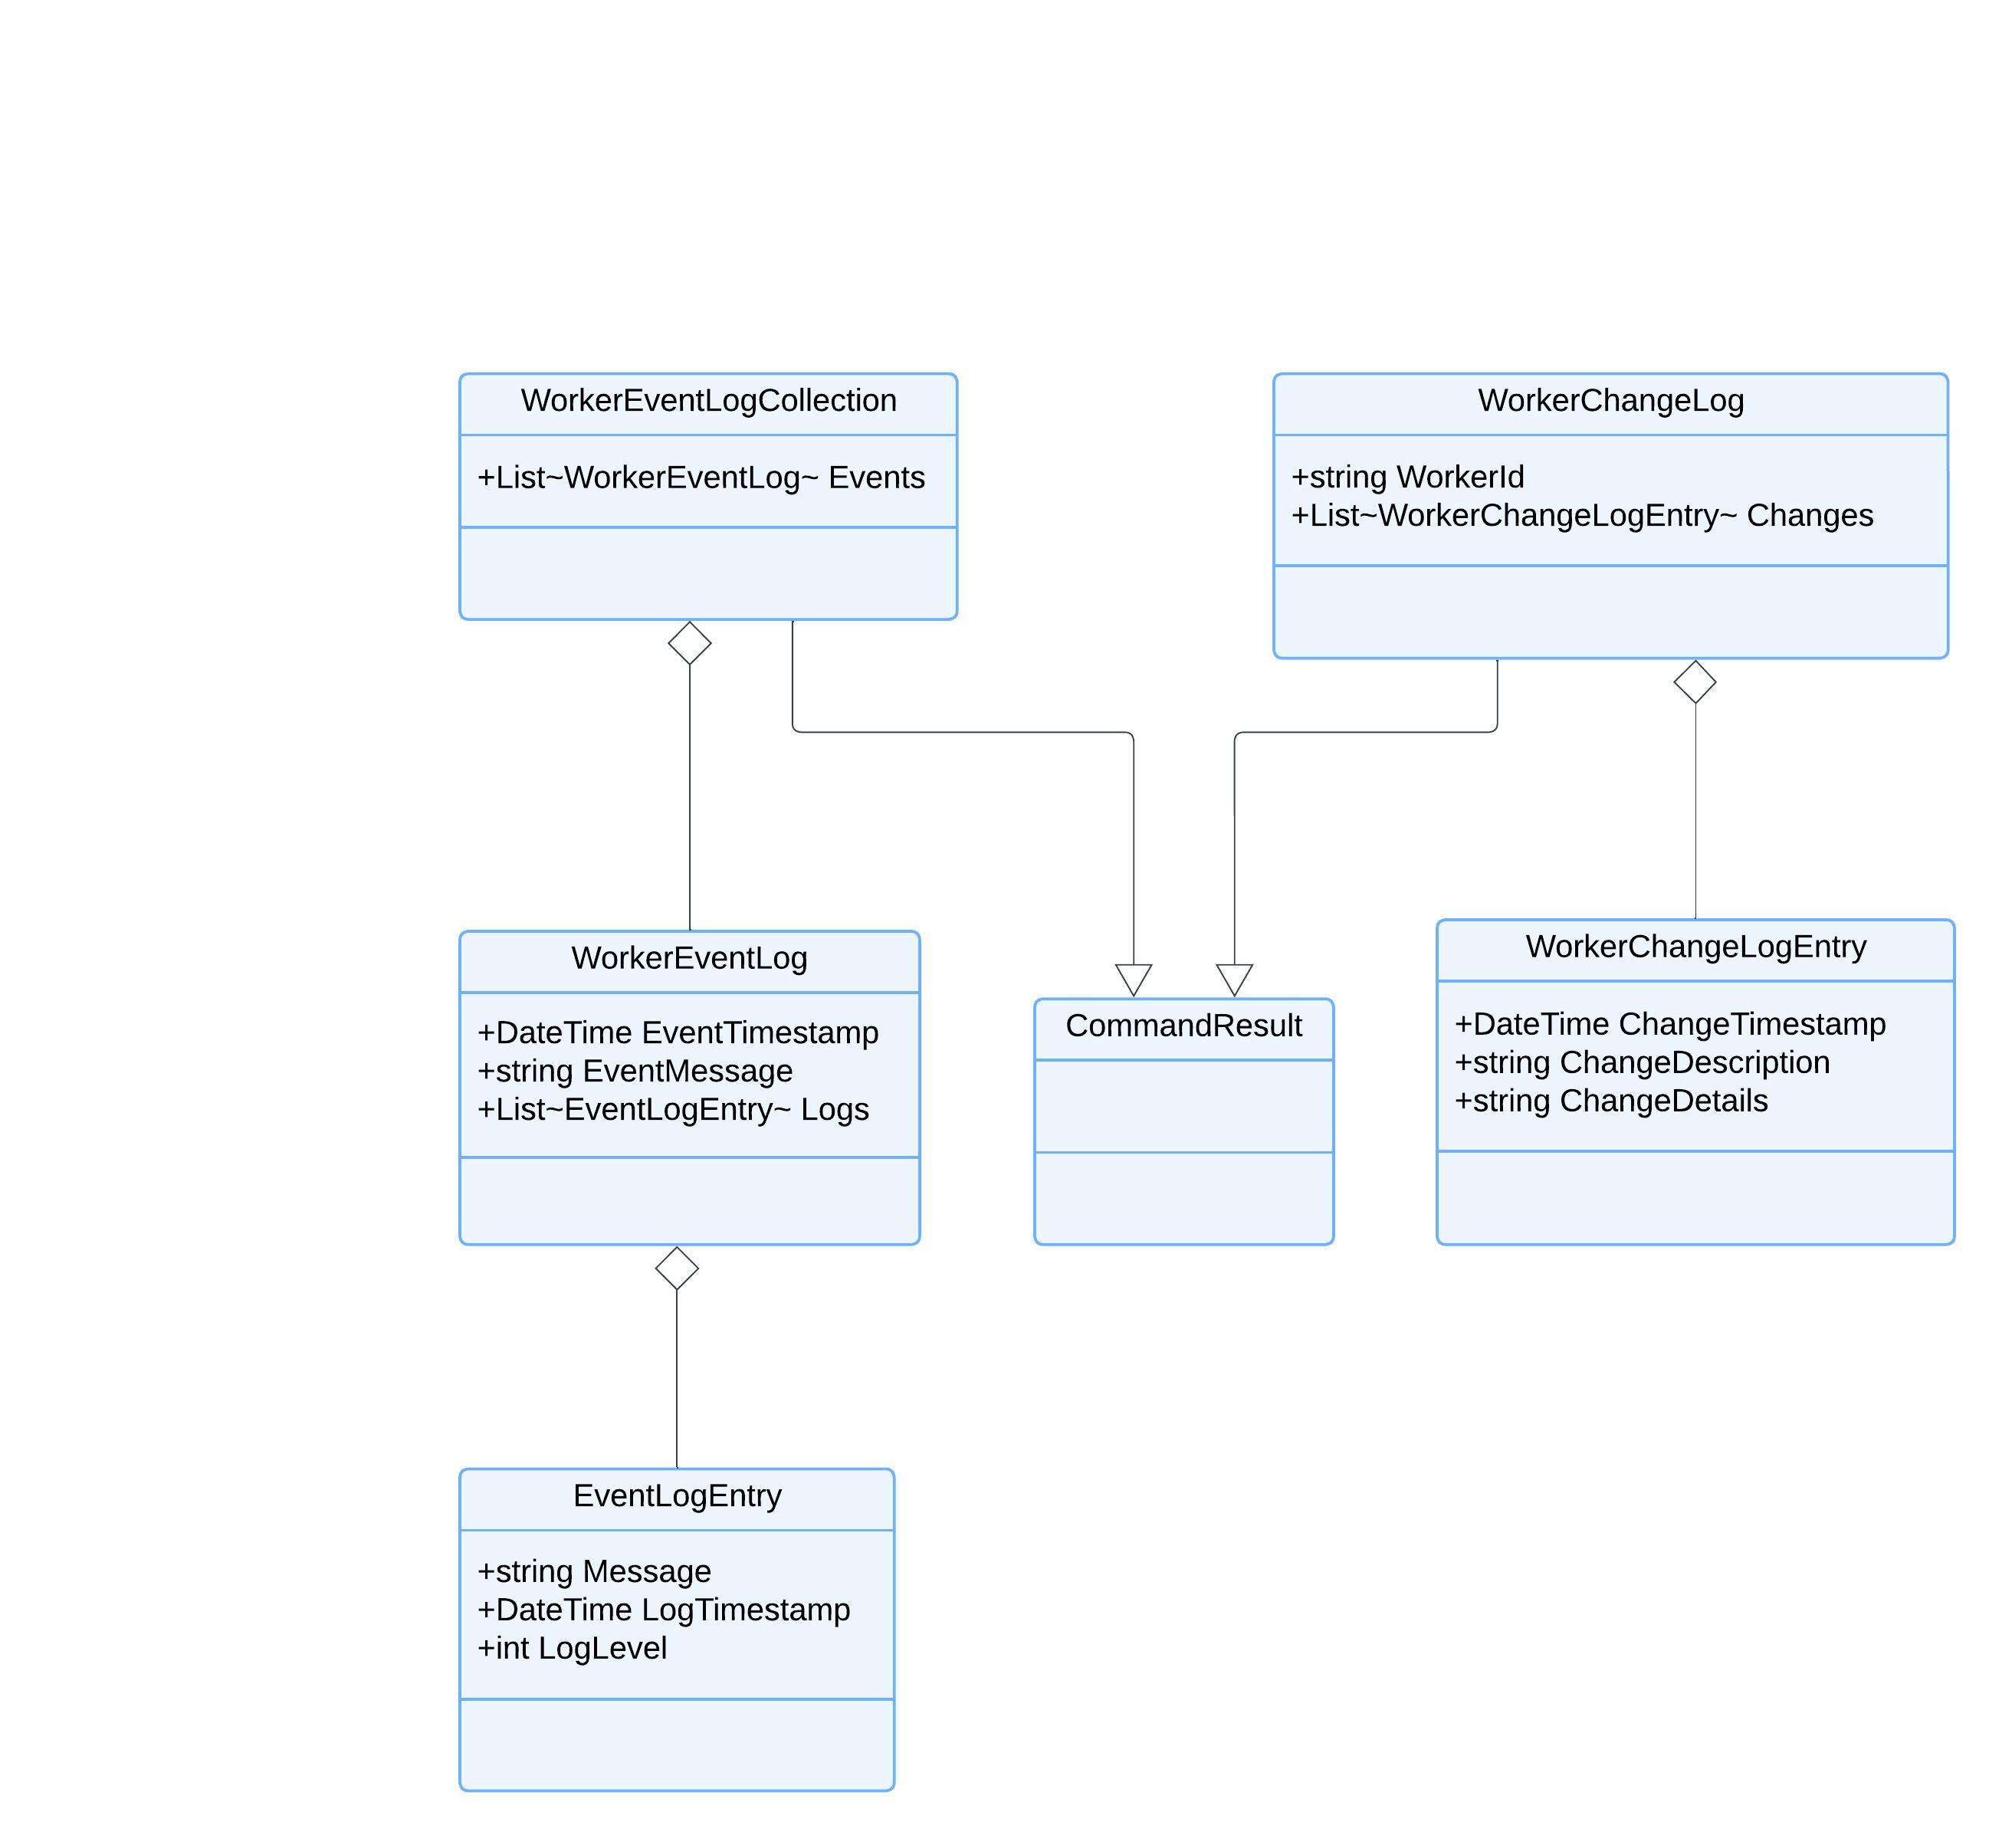 WorkerEventLogCollection
+List~WorkerEventLog~ Events
WorkerChangeLog
+string WorkerId
+List~WorkerChangeLogEntry~ Changes
WorkerEventLog
+DateTime EventTimestamp
+string EventMessage
+List~EventLogEntry~ Logs
CommandResult
WorkerChangeLogEntry
+DateTime ChangeTimestamp
+string ChangeDescription
+string ChangeDetails
EventLogEntry
+string Message
+DateTime LogTimestamp
+int LogLevel